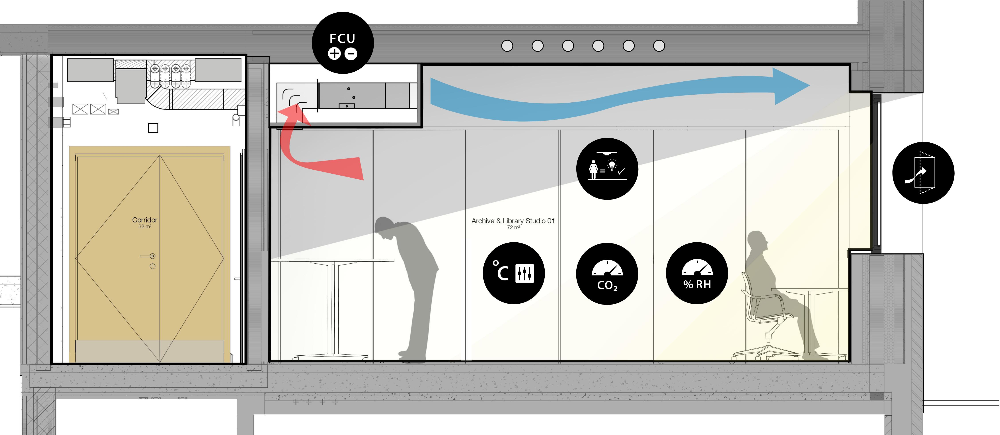 FCU
+ -
Corridor
32 m²
Archive & Library Studio 01
72 m²
=
°C
CO₂
% RH